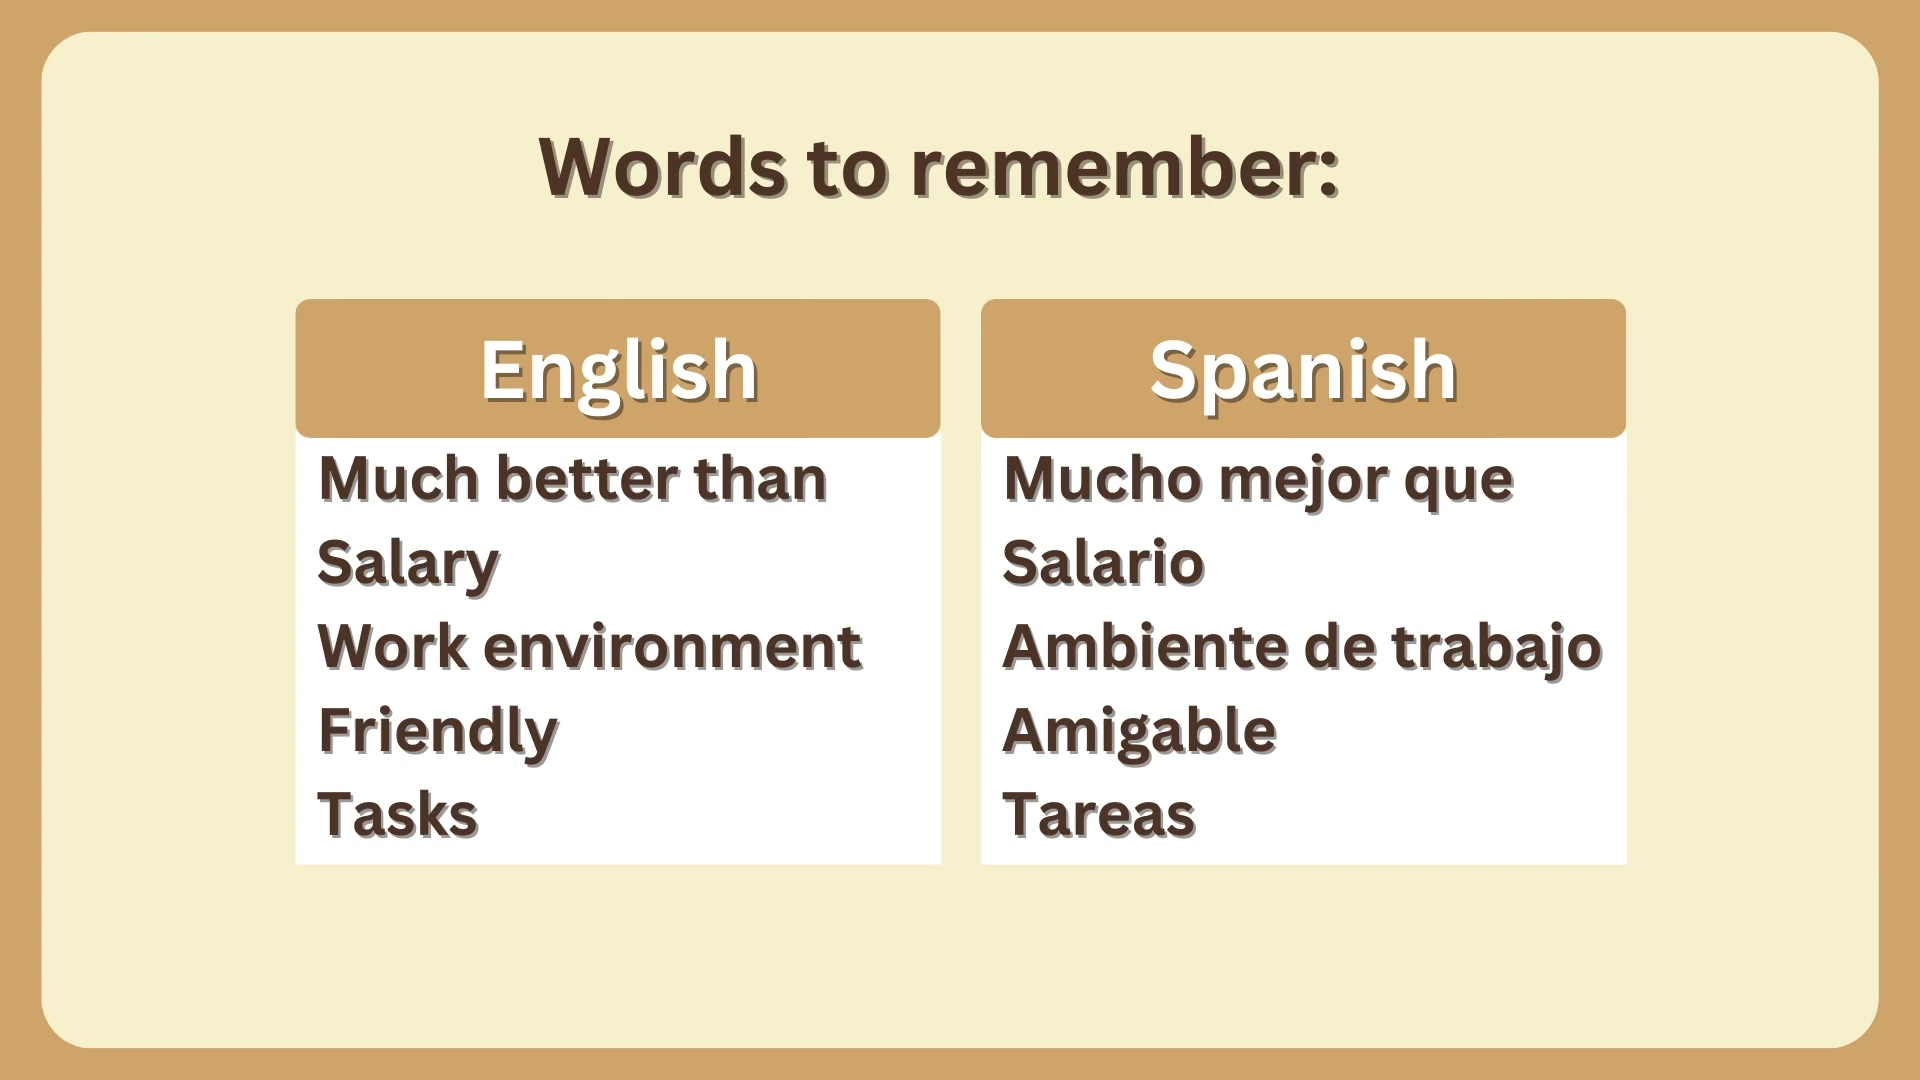 Words to remember:
English
Much better than
Salary
Work environment
Friendly
Tasks
Spanish
Mucho mejor que
Salario
Ambiente de trabajo
Amigable
Tareas